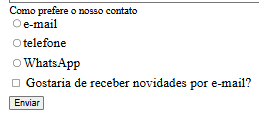 Como prefere o nosso contato
e-mail
telefone
WhatsApp
Gostaria de receber novidades por e-mail?
Enviar